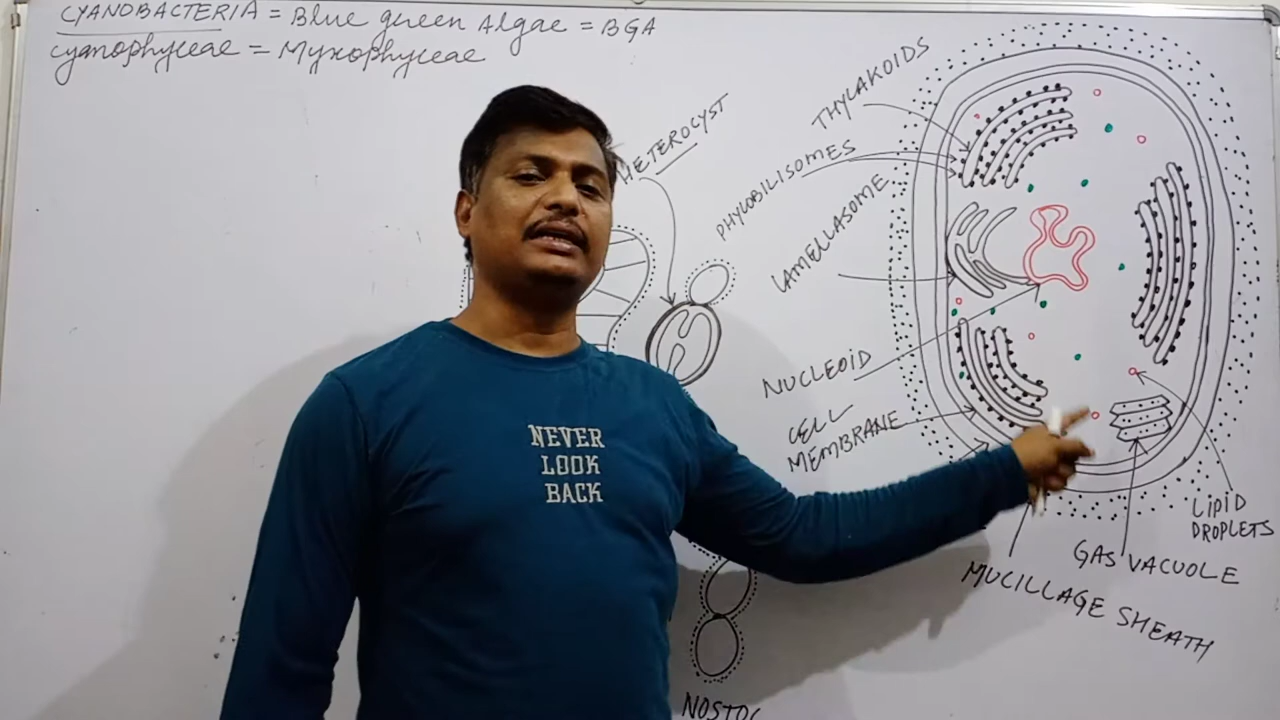 CYANOBACTERIA = Blue green Algae = BGA
Cyanophyceae = Myxophyceae
HETEROCYST
THYLAKOIDS
PHYCOBILISOMES
LAMELLASOME
NUCLEOID
CELL
MEMBRANE
LIPID
DROPLETS
GAS VACUOLE
MUCILLAGE SHEATH
NOSTOC
NEVER
LOOK
BACK